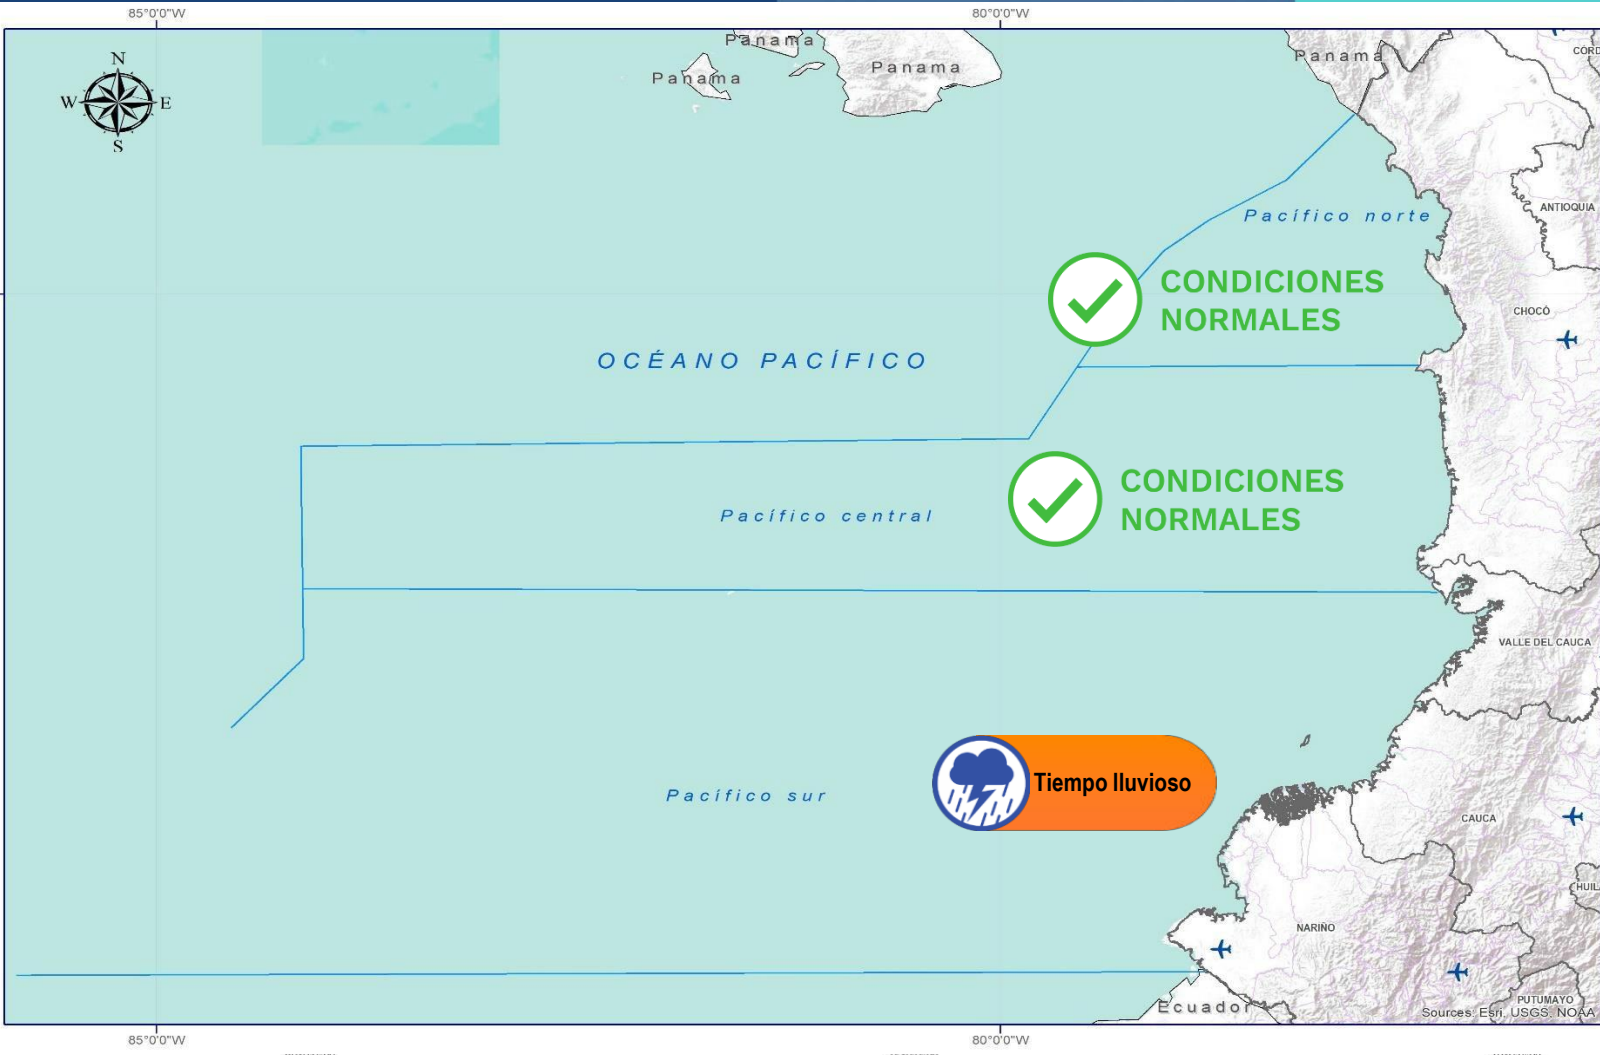 85°0'0"W
80°0'0"W
N
W
E
S
Panama
Panama
Panama
Panama
CÓRD
ANTIOQUIA
Pacífico norte
CONDICIONES
NORMALES
CHOCÓ
OCÉANO PACÍFICO
CONDICIONES
NORMALES
Pacífico central
VALLE DEL CAUCA
Tiempo lluvioso
Pacífico sur
CAUCA
HUIL
NARIÑO
PUTUMAYO
Ecuador
Sources: Esri, USGS, NOAA
85°0'0"W
80°0'0"W